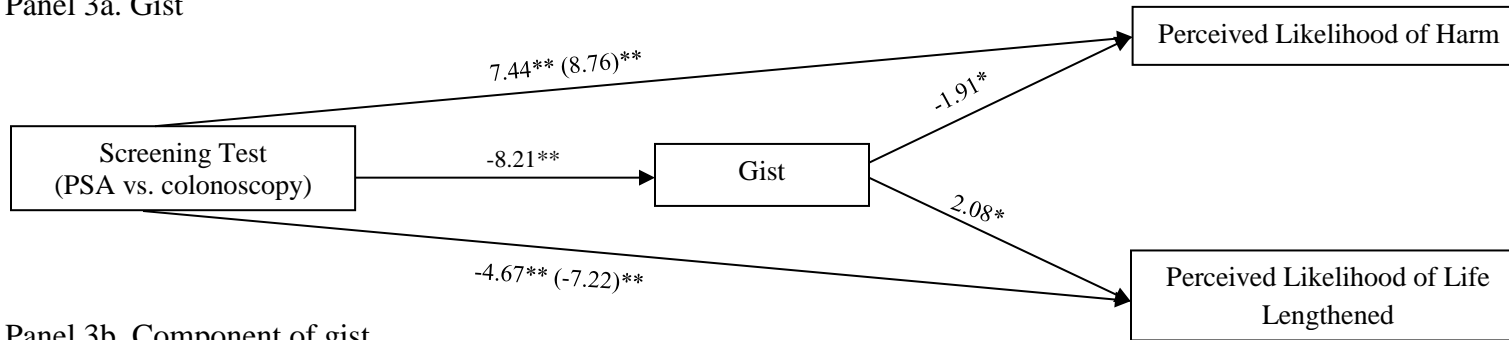 Panel 3a. Gist
Perceived Likelihood of Harm
7.44** (8.76)**
-1.91*
Screening Test
(PSA vs. colonoscopy)
-8.21**
Gist
2.08*
-4.67** (-7.22)**
Perceived Likelihood of Life
Lengthened
Panel 3b. Component of gist